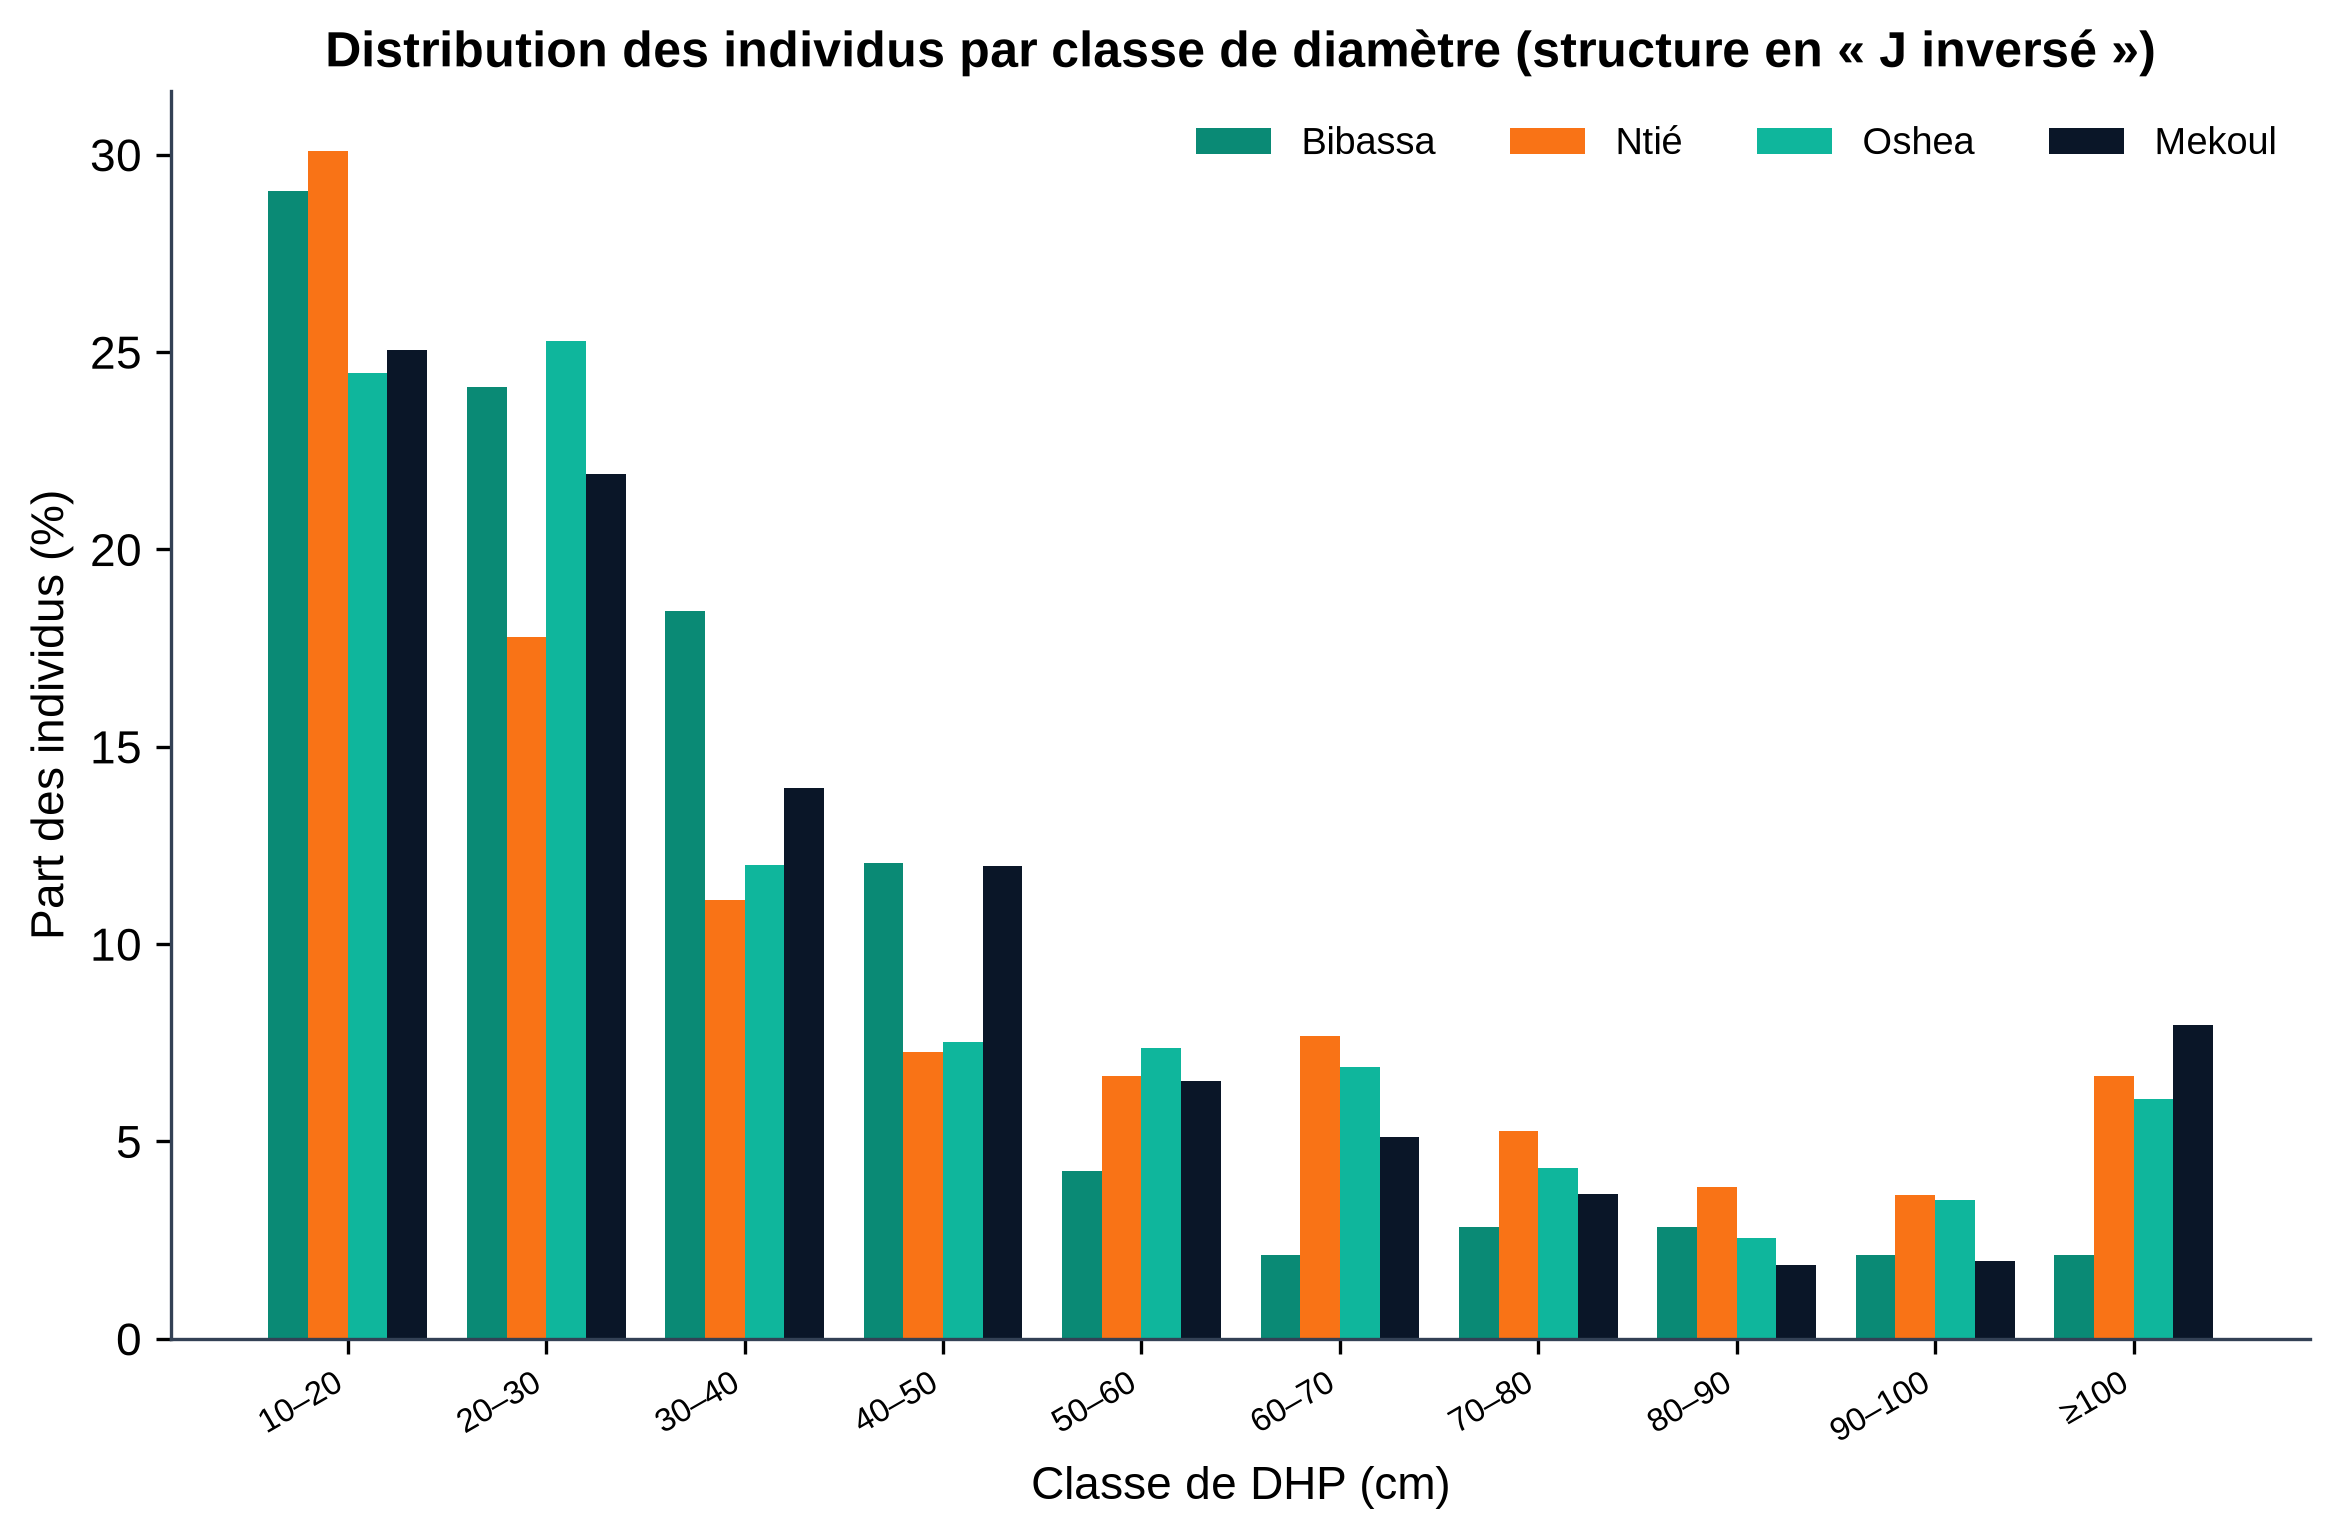 Distribution des individus par classe de diamètre (structure en « J inversé »)
Bibassa Ntié Oshea Mekoul
Part des individus (%)
30
25
20
15
10
5
0
10–20 20–30 30–40 40–50 50–60 60–70 70–80 80–90 90–100 ≥100
Classe de DHP (cm)